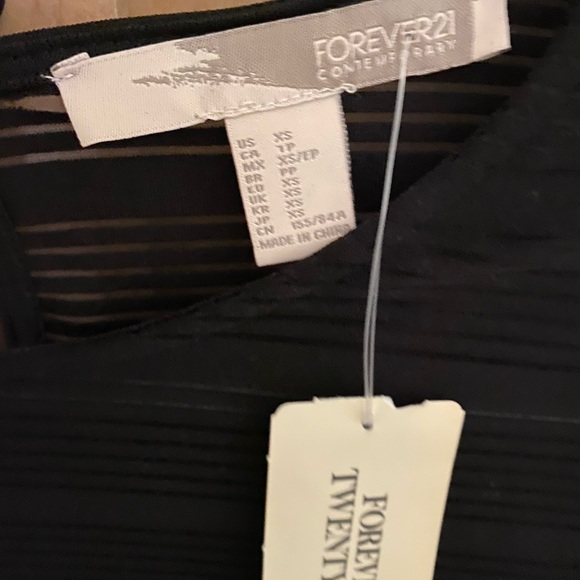 FOREVER21
CONTEMPORARY
US XS
CA TP
MX XS/EP
BR PP
EU XS
UK XS
KR XS
JP XS
CN 155/84A
MADE IN CHINA
FOREV
TWENTY